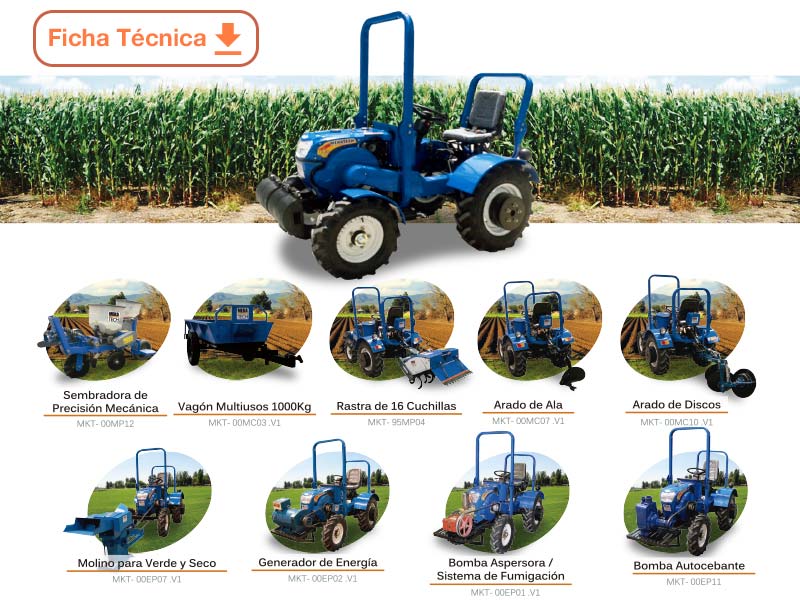 Ficha Técnica
Sembradora de
Precisión Mecánica
MKT- 00MP12
Vagón Multiusos 1000Kg
MKT- 00MC03 .V1
Rastra de 16 Cuchillas
MKT- 95MP04
Arado de Ala
MKT- 00MC07 .V1
Arado de Discos
MKT- 00MC10 .V1
Molino para Verde y Seco
MKT- 00EP07 .V1
Generador de Energía
MKT- 00EP02 .V1
Bomba Aspersora /
Sistema de Fumigación
MKT- 00EP01 .V1
Bomba Autocebante
MKT- 00EP11